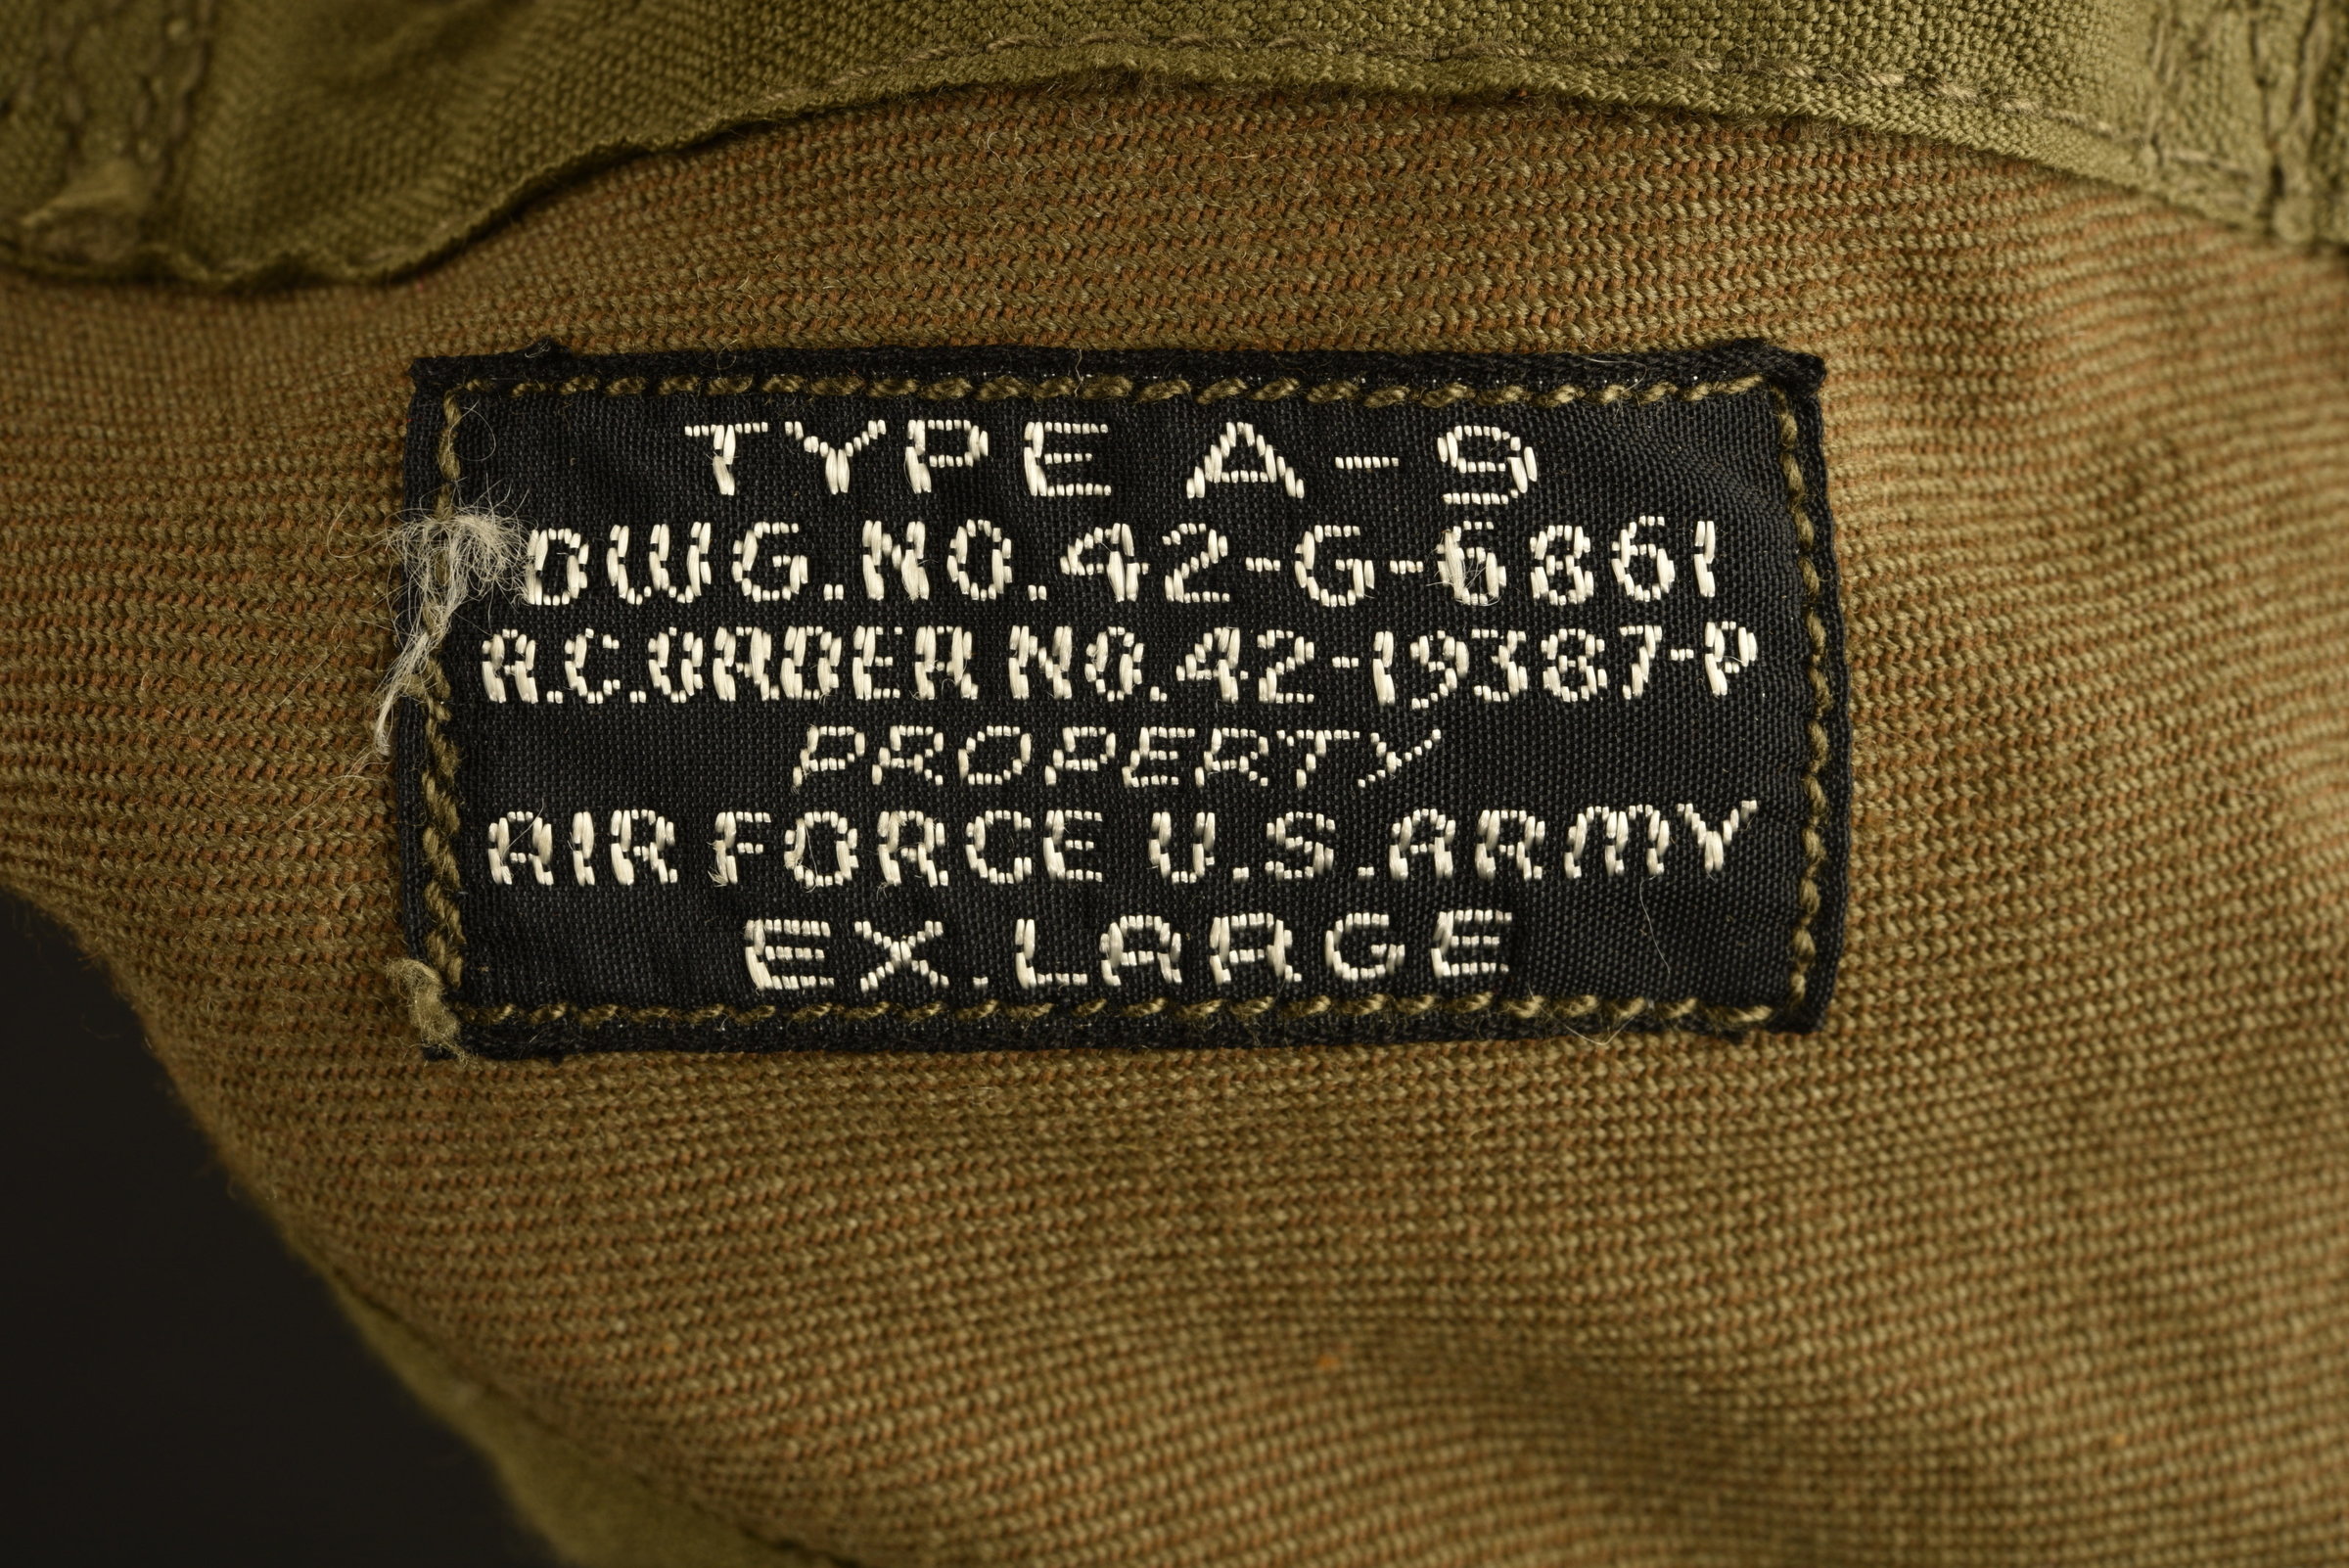 TYPE A-9
DWG.NO.42-G-6861
A.C.ORDER NO.42-19387-P
PROPERTY
AIR FORCE U.S.ARMY
EX.LARGE